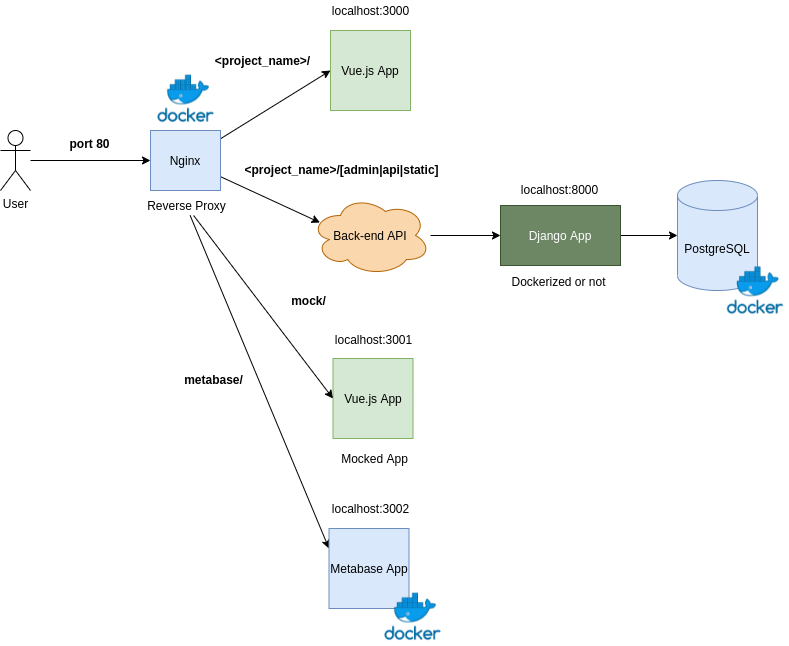 localhost:3000
<project_name>/
Vue.js App
docker
port 80
Nginx
User
Reverse Proxy
<project_name>/[admin|api|static]
localhost:8000
Back-end API
Django App
PostgreSQL
Dockerized or not
docker
mock/
localhost:3001
metabase/
Vue.js App
Mocked App
localhost:3002
Metabase App
docker